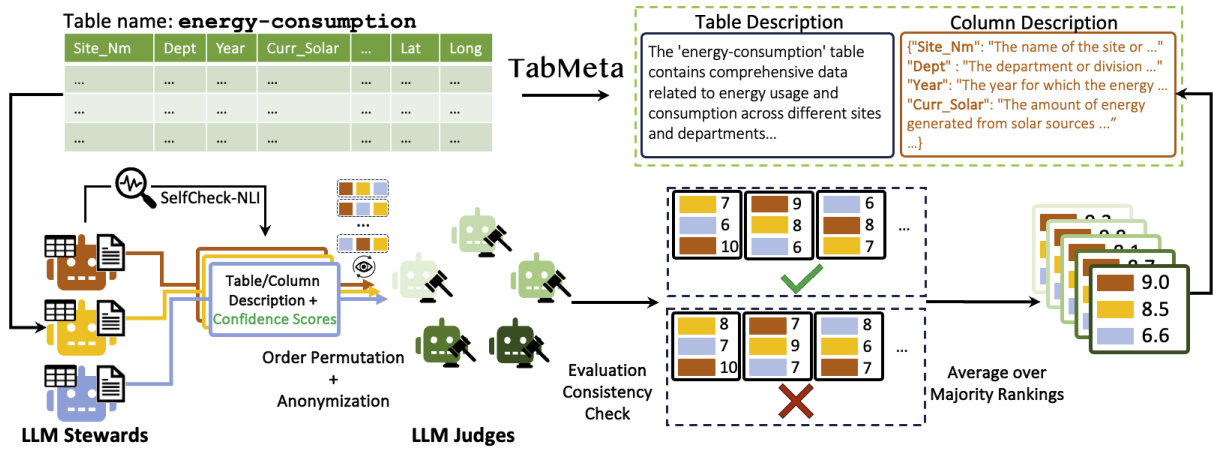 Table name: energy-consumption
Site_Nm Dept Year Curr_Solar ... Lat Long
... ... ... ... ... ... ...
... ... ... ... ... ... ...
... ... ... ... ... ... ...
TabMeta
Table Description
The 'energy-consumption' table
contains comprehensive data
related to energy usage and
consumption across different sites
and departments...
Column Description
{"Site_Nm": "The name of the site or ..."
"Dept" : "The department or division ..."
"Year": "The year for which the energy ...
"Curr_Solar": "The amount of energy
generated from solar sources ...”
...}
SelfCheck-NLI
Table/Column
Description +
Confidence Scores
LLM Stewards
...
Order Permutation
+
Anonymization
LLM Judges
Evaluation
Consistency
Check
7 9 6
6 8 8 ...
10 6 7
8 7 8
7 9 6 ...
10 7 7
Average over
Majority Rankings
9.0
8.5
6.6